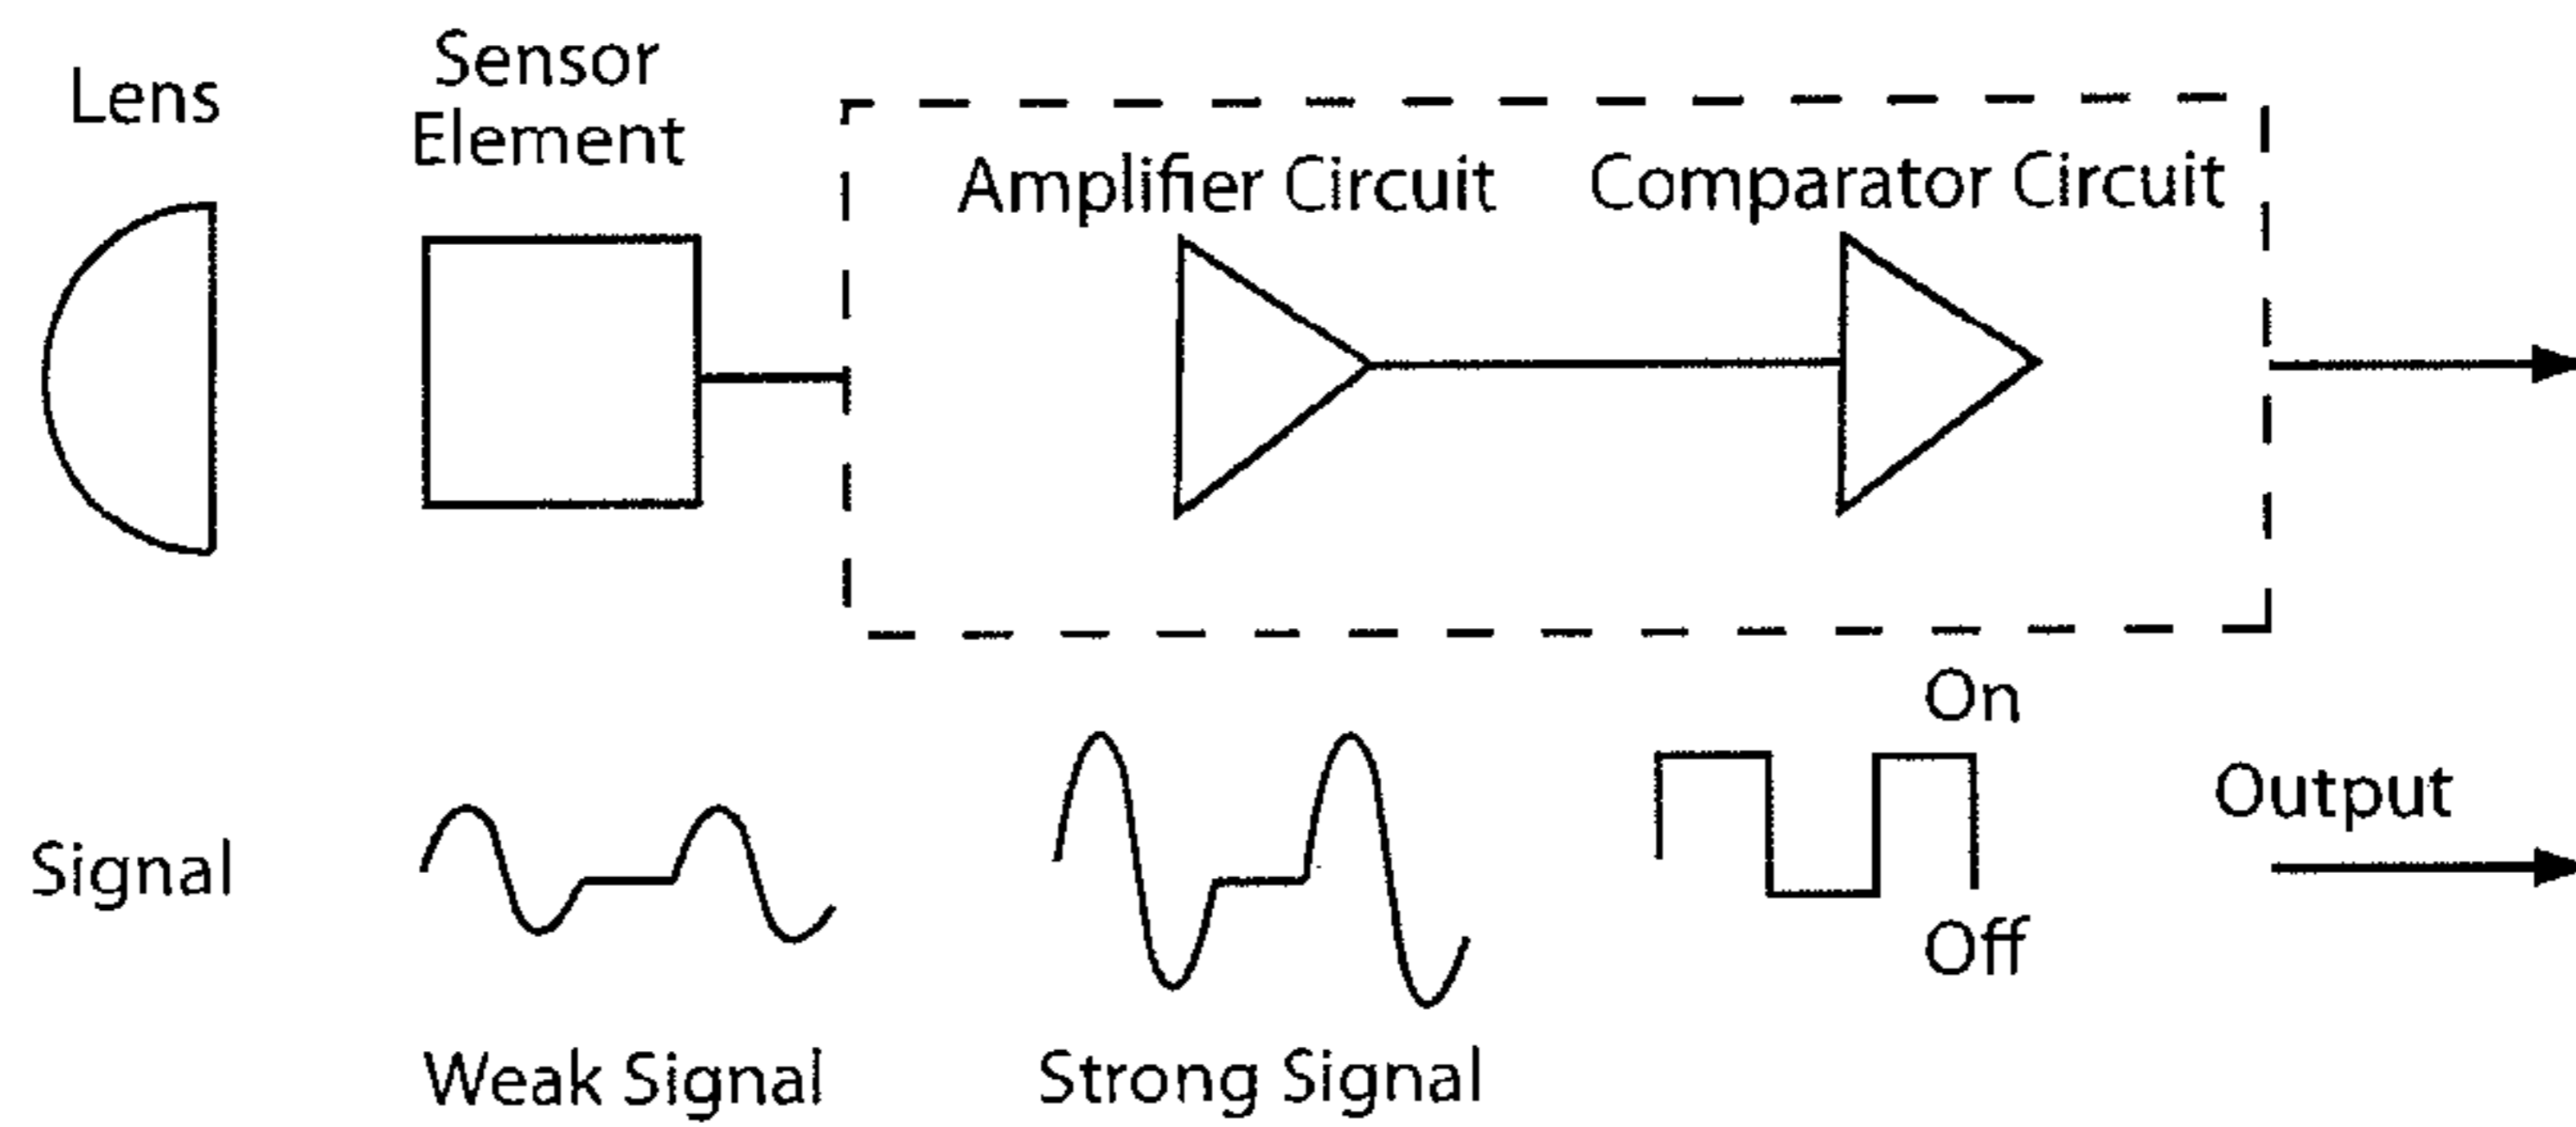 Lens
Sensor
Element
Amplifier Circuit
Comparator Circuit
On
Output
Signal
Off
Weak Signal
Strong Signal